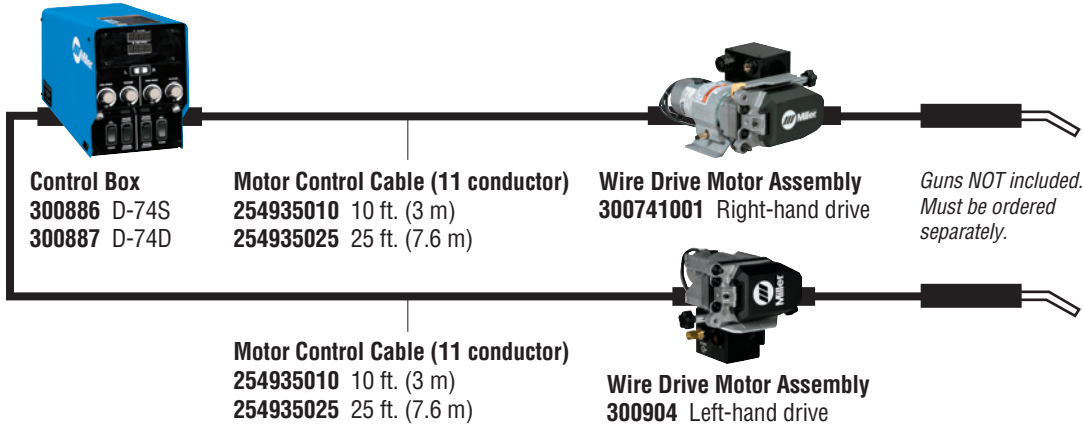 Miller
Miller
Control Box
300886 D-74S
300887 D-74D
Motor Control Cable (11 conductor)
254935010 10 ft. (3 m)
254935025 25 ft. (7.6 m)
Wire Drive Motor Assembly
300741001 Right-hand drive
Guns NOT included.
Must be ordered
separately.
Miller
Motor Control Cable (11 conductor)
254935010 10 ft. (3 m)
254935025 25 ft. (7.6 m)
Wire Drive Motor Assembly
300904 Left-hand drive